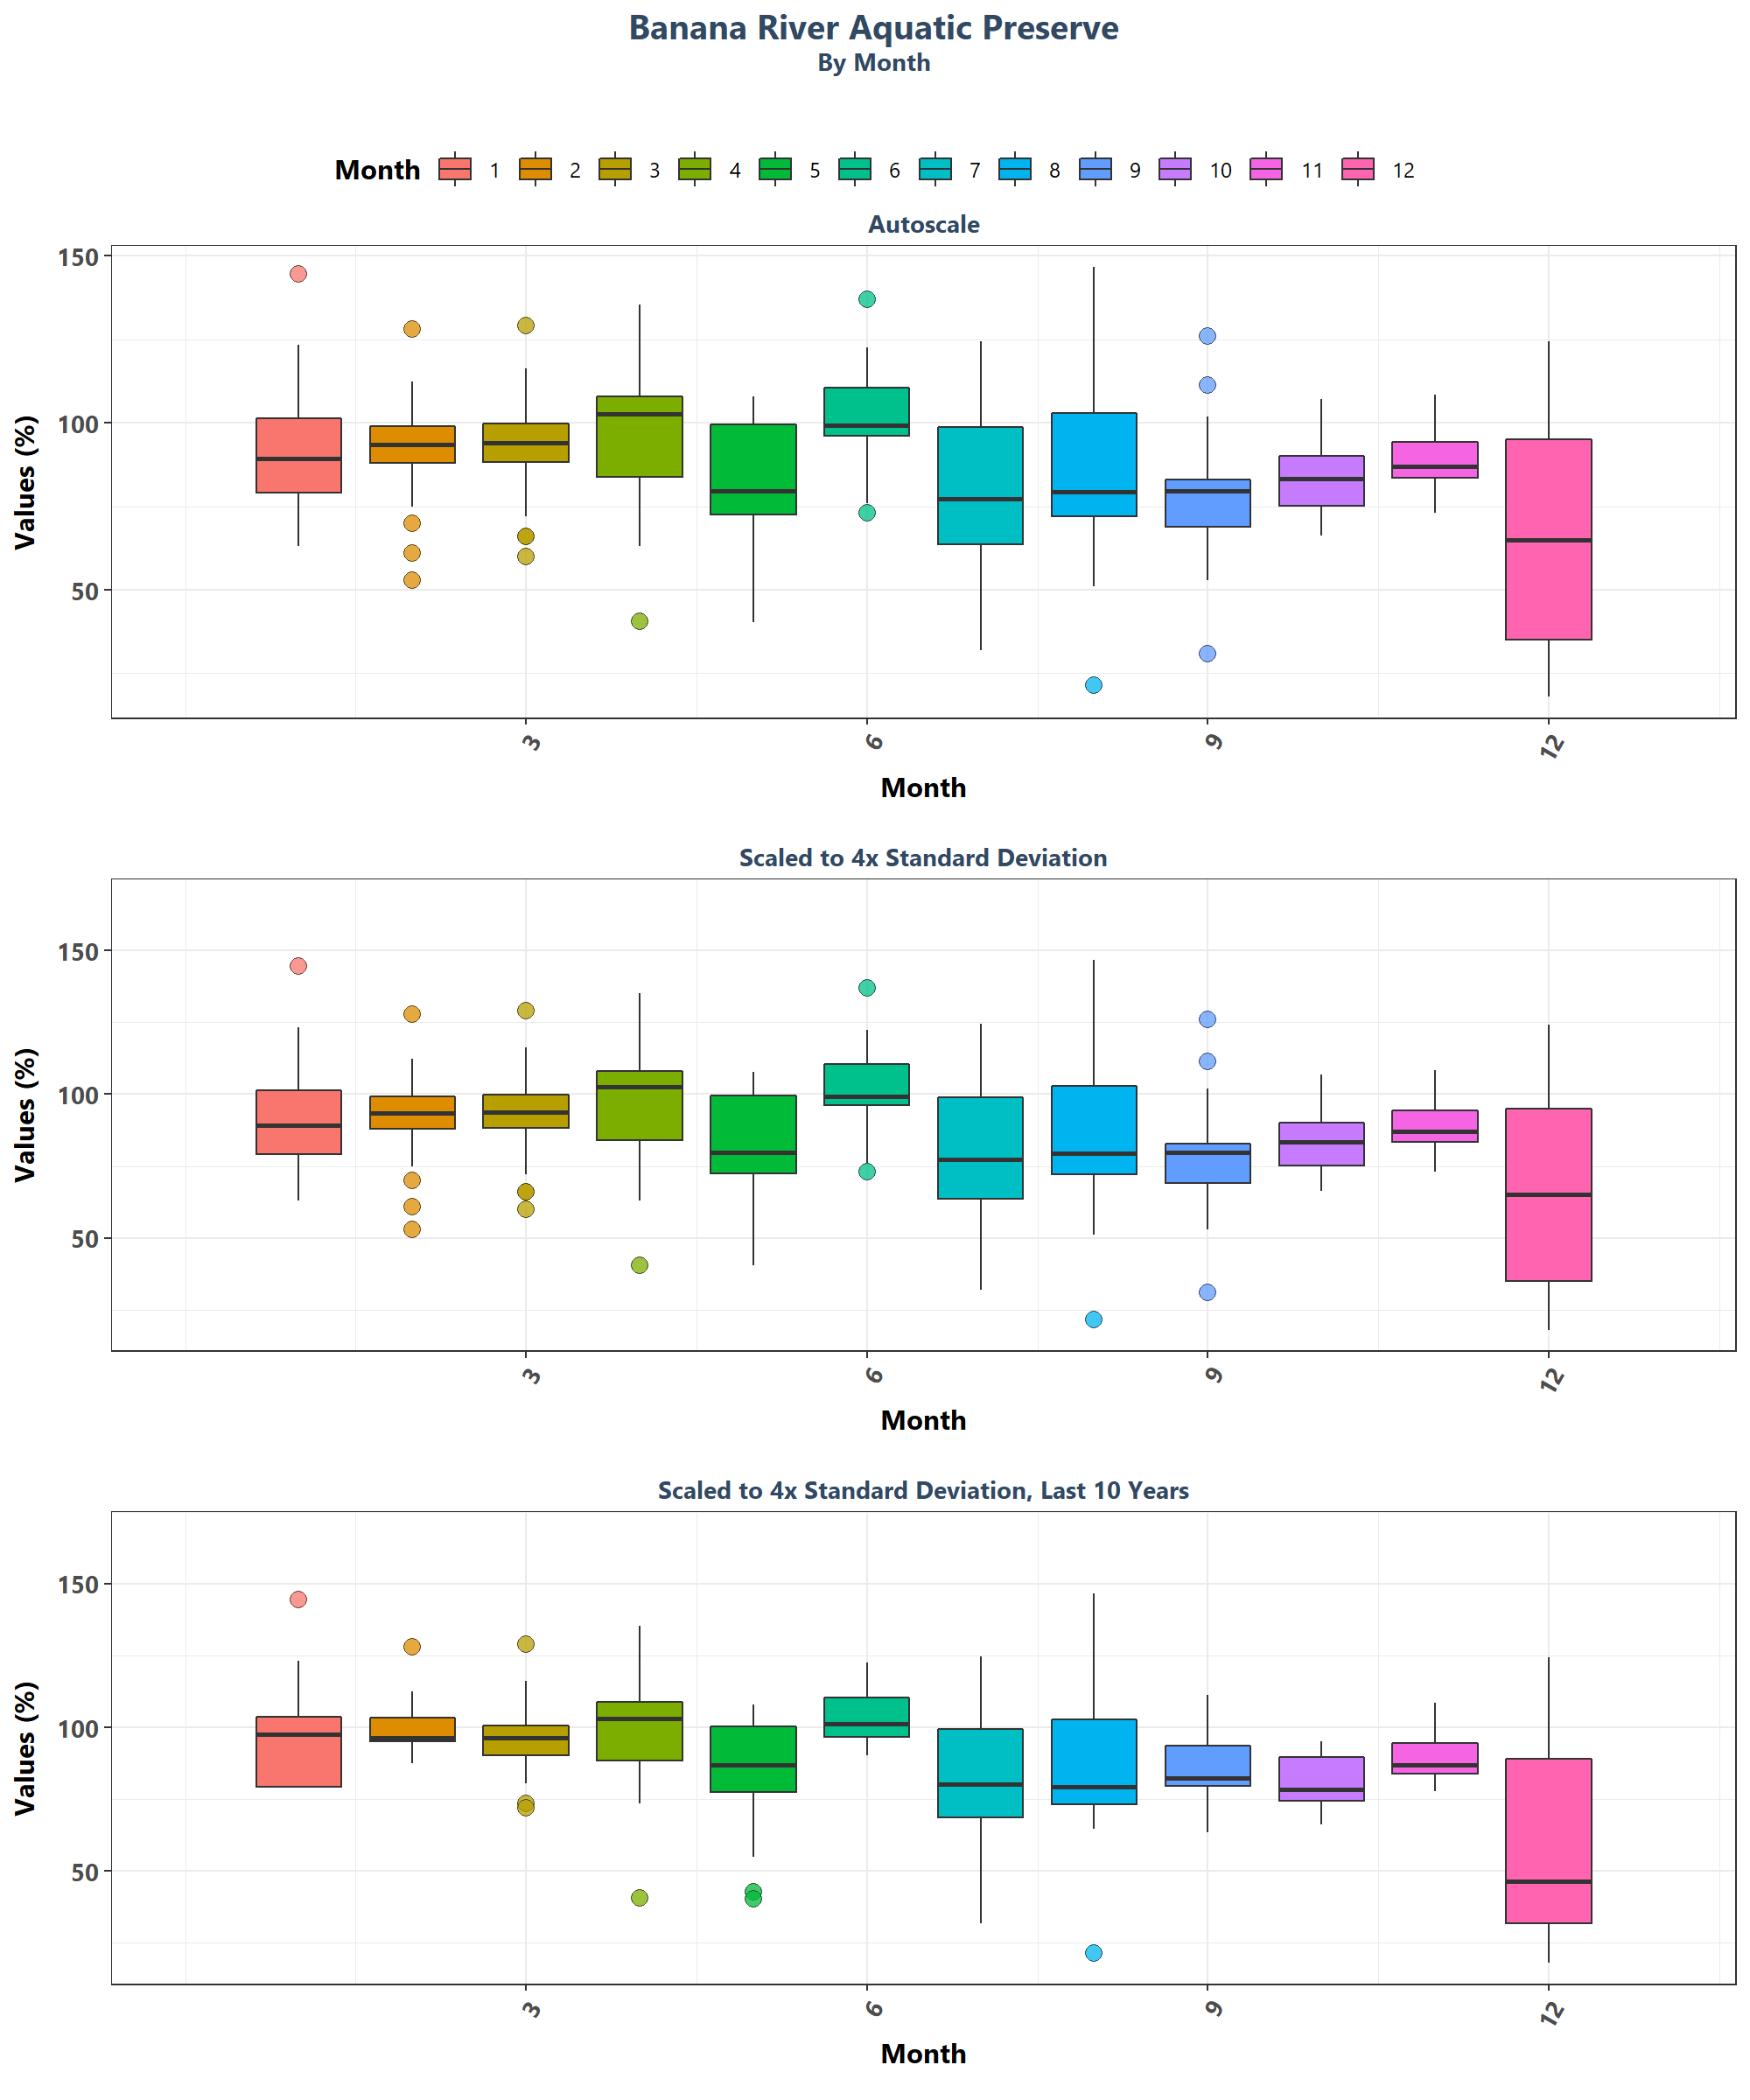 Banana River Aquatic Preserve
By Month
Month 1 2 3 4 5 6 7 8 9 10 11 12
Autoscale
Values (%)
150
100
50
3 6 9 12
Month
Scaled to 4x Standard Deviation
Values (%)
150
100
50
3 6 9 12
Month
Scaled to 4x Standard Deviation, Last 10 Years
Values (%)
150
100
50
3 6 9 12
Month